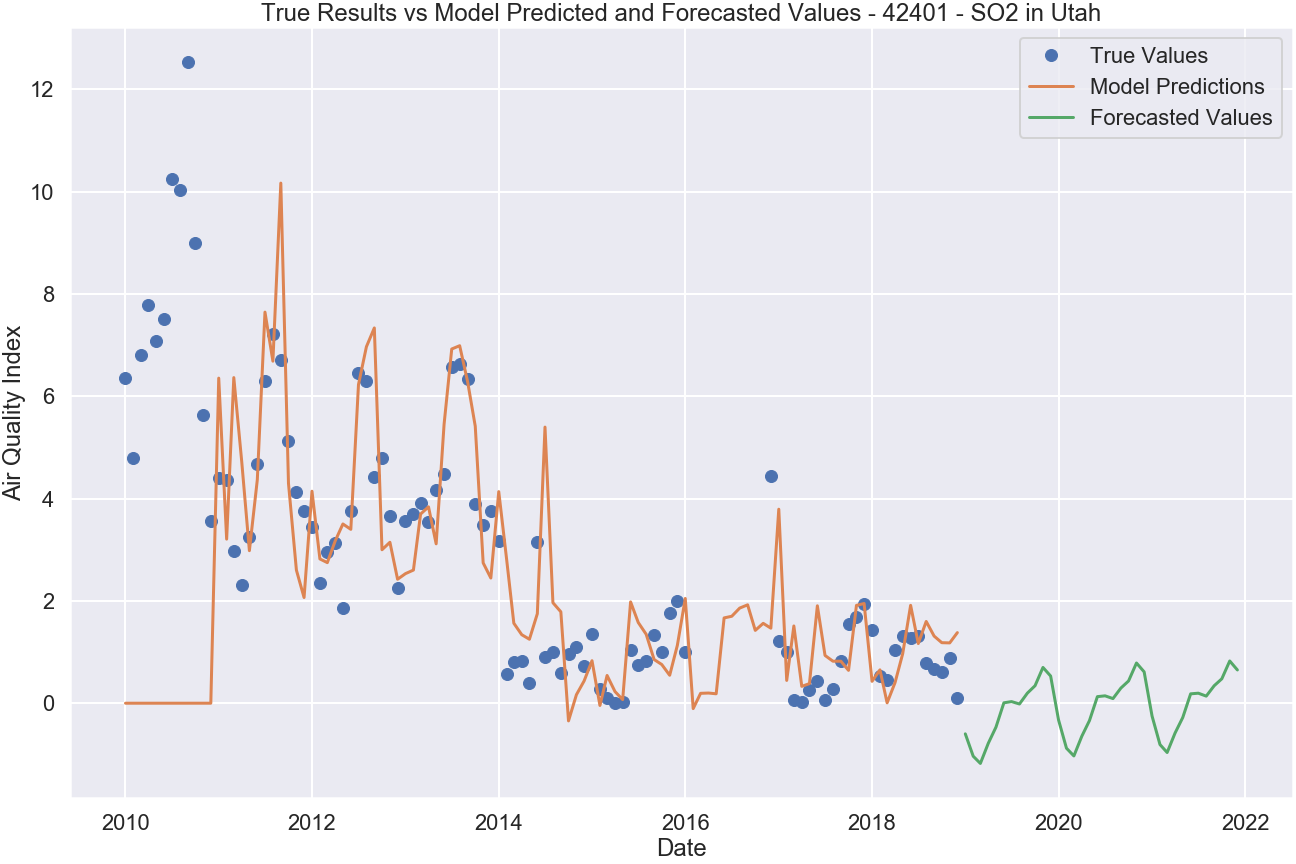 True Results vs Model Predicted and Forecasted Values - 42401 - SO2 in Utah
True Values
Model Predictions
Forecasted Values
Air Quality Index
12
10
8
6
4
2
0
2010 2012 2014 2016 2018 2020 2022
Date